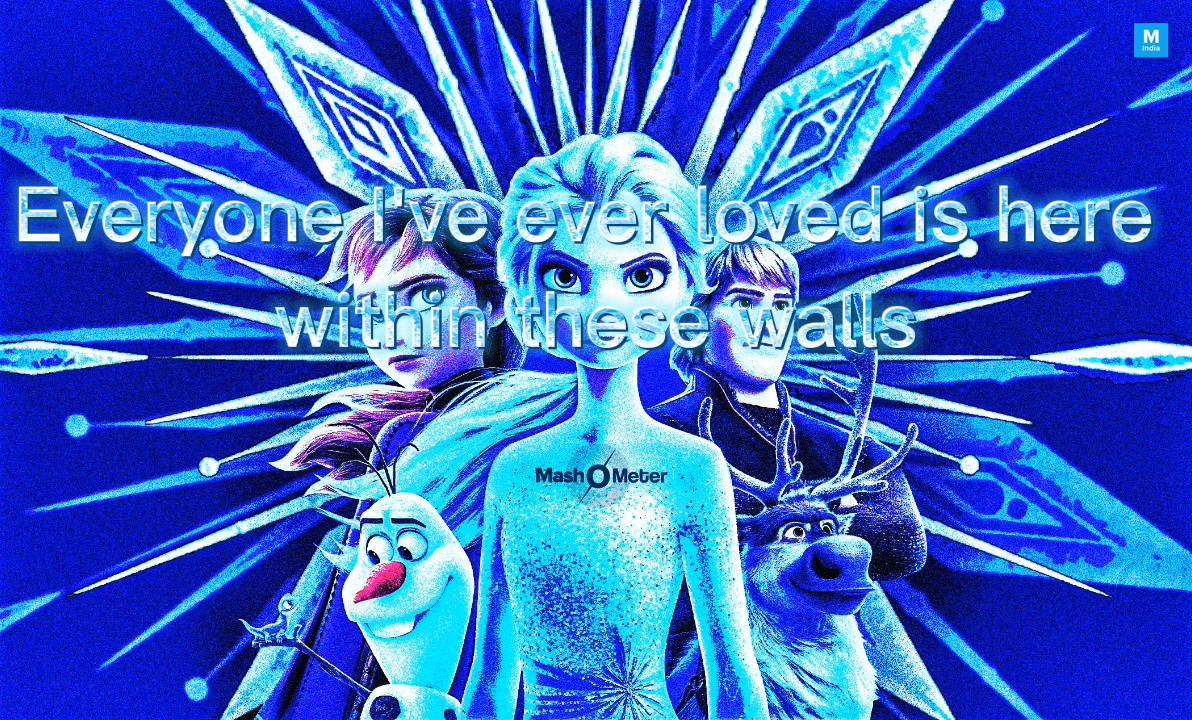 M
India
Everyone I've ever loved is here
within these walls
Mash O Meter